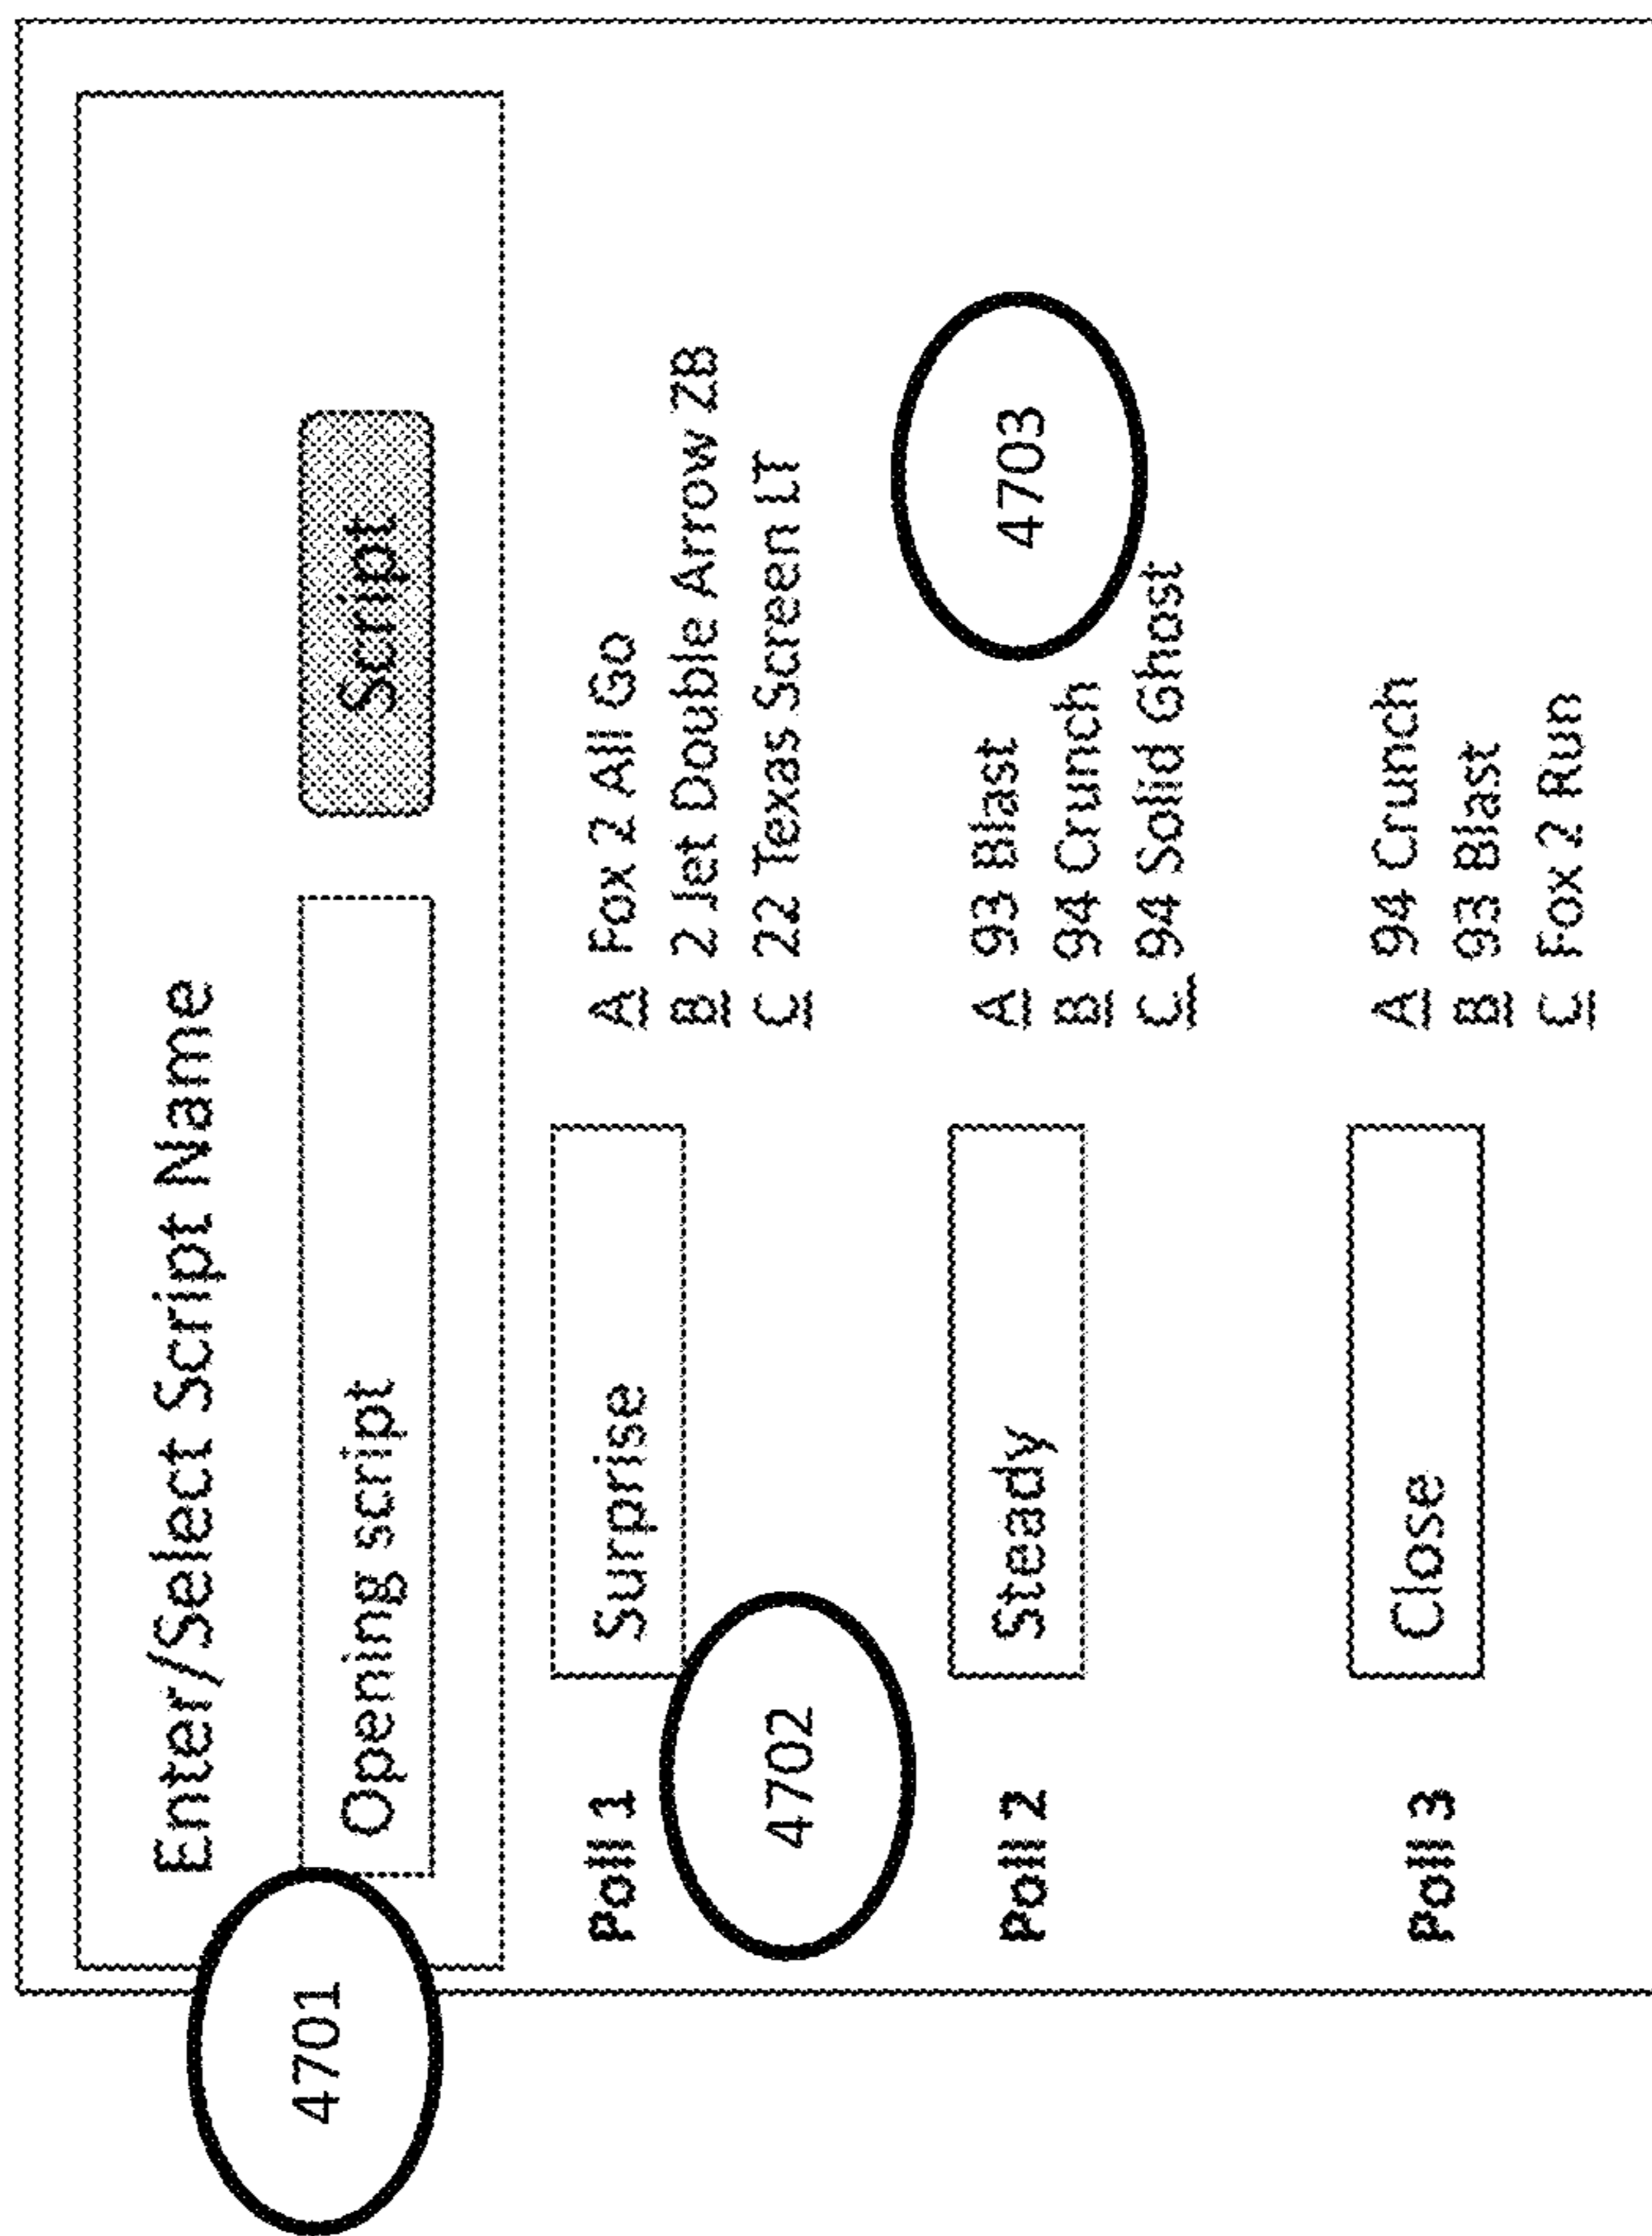 Enter/Select Script Name
4701
Opening script
Script
Poll 1
Surprise
A Fox 2 All Go
B 2 Jet Double Arrow ZB
C 22 Texas Screen LT
4702
4703
Poll 2
Steady
A 93 Blast
B 94 Crunch
C 94 Solid Ghost
Poll 3
Close
A 94 Crunch
B 93 Blast
C Fox 2 Run